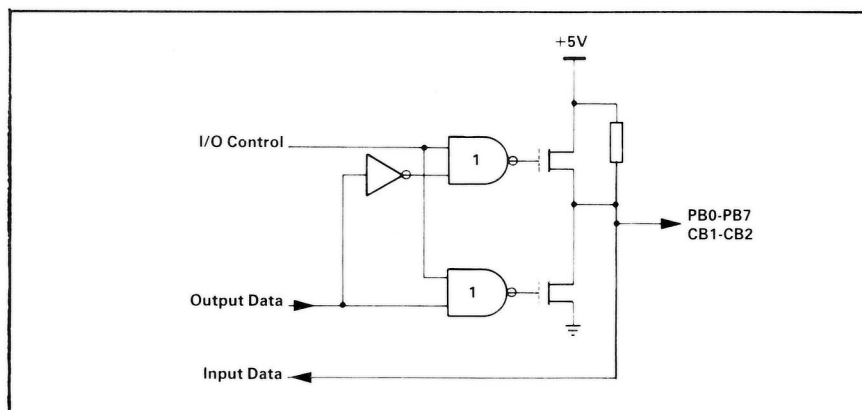 +5V
I/O Control
1
PB0-PB7
CB1-CB2
1
Output Data
Input Data